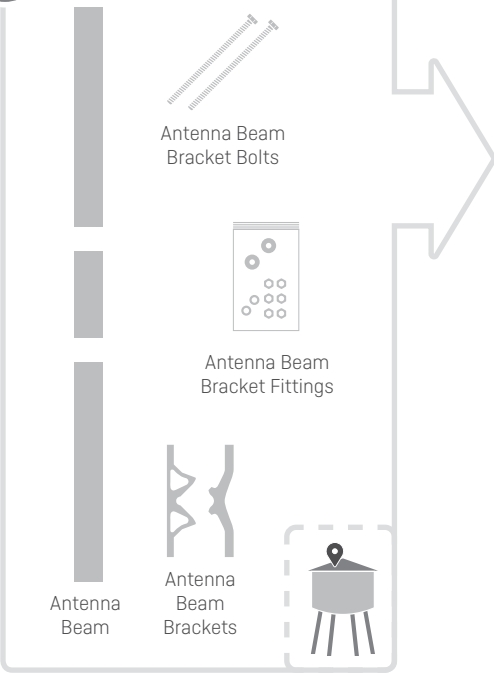 Antenna Beam
Bracket Bolts
Antenna Beam
Bracket Fittings
Antenna
Beam
Antenna
Beam
Brackets